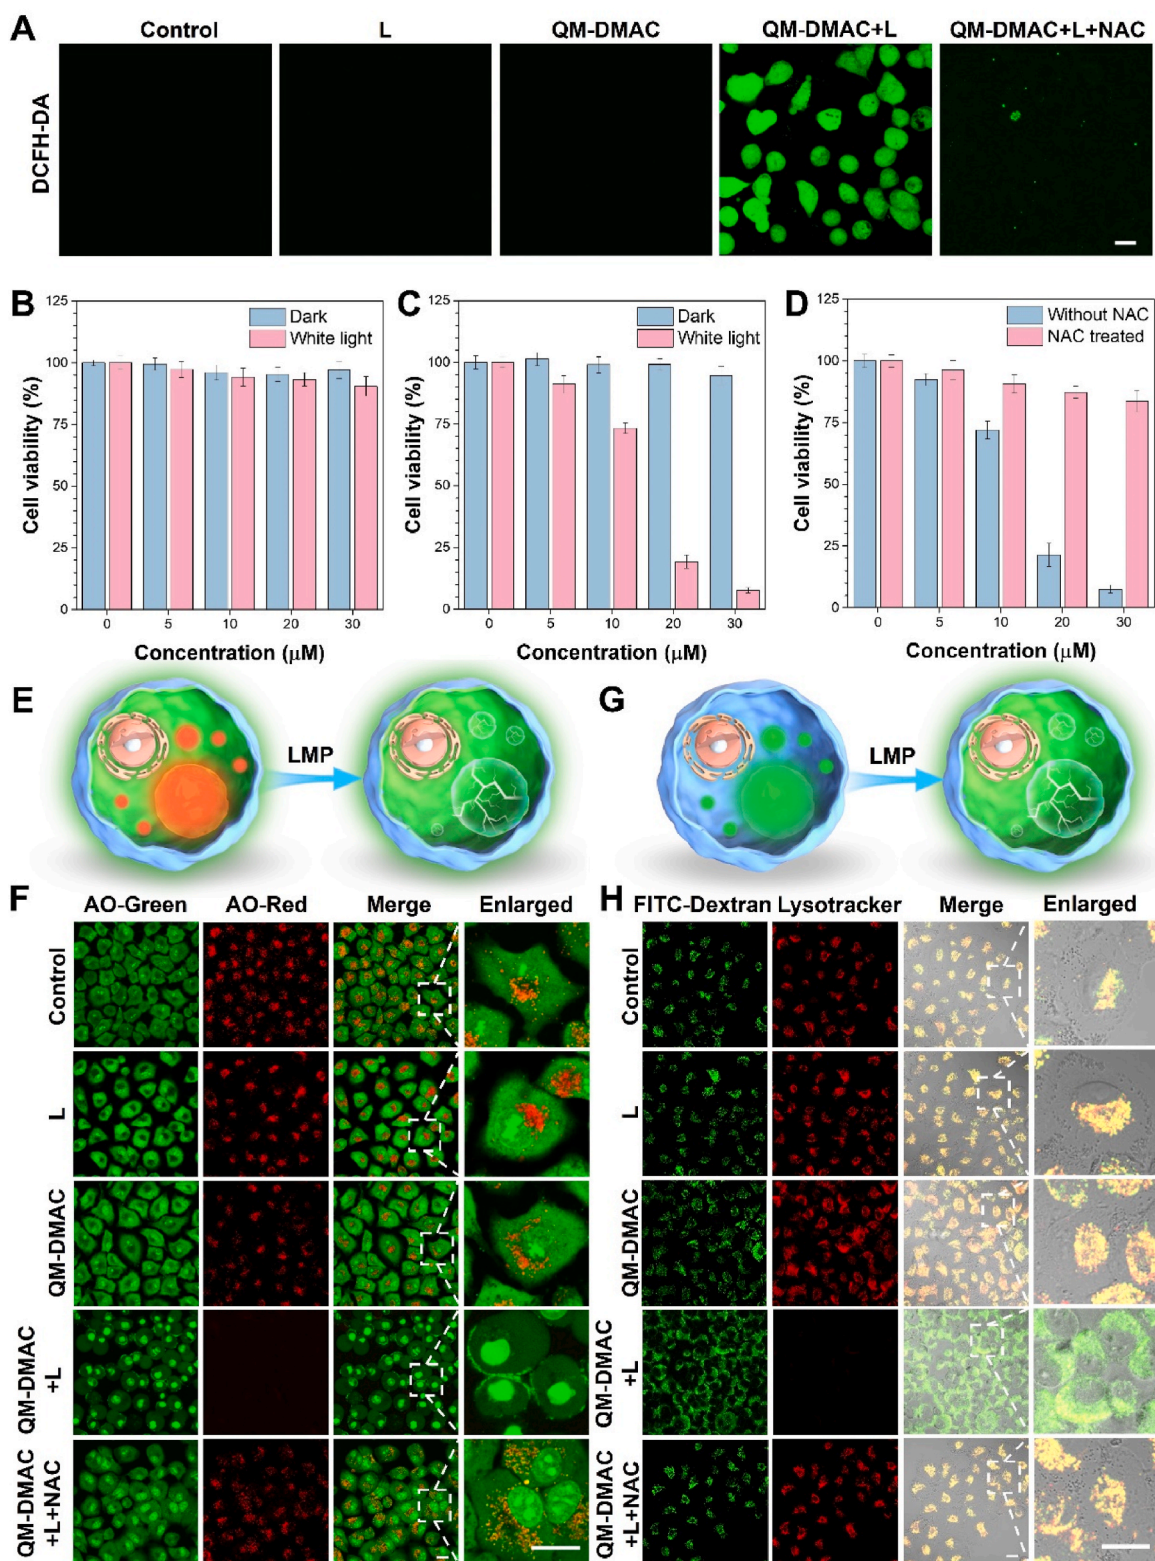 A
Control L QM-DMAC QM-DMAC+L QM-DMAC+L+NAC
DCFH-DA
B
Cell viability (%)
125
100
75
50
25
0
Dark
White light
0 5 10 20 30
Concentration (μM)
C
Cell viability (%)
125
100
75
50
25
0
Dark
White light
0 5 10 20 30
Concentration (μM)
D
Cell viability (%)
125
100
75
50
25
0
Without NAC
NAC treated
0 5 10 20 30
Concentration (μM)
E
LMP
G
LMP
F
AO-Green AO-Red Merge Enlarged
Control
L
QM-DMAC
QM-DMAC
+L
QM-DMAC
+L+NAC
H
FITC-Dextran Lysotracker Merge Enlarged
Control
L
QM-DMAC
QM-DMAC
+L
QM-DMAC
+L+NAC